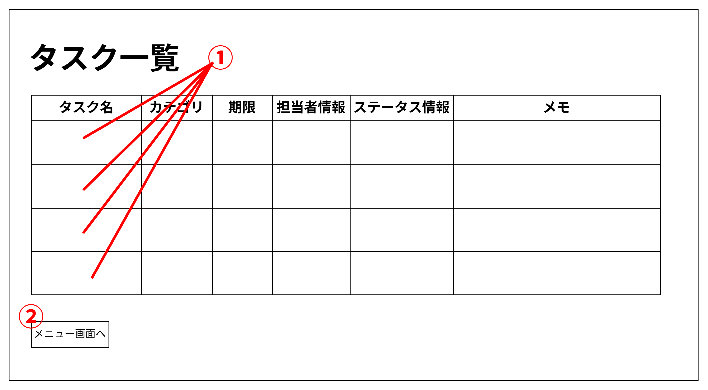 タスク一覧 ①
タスク名 カテゴリ 期限 担当者情報 ステータス情報 メモ
②
メニュー画面へ